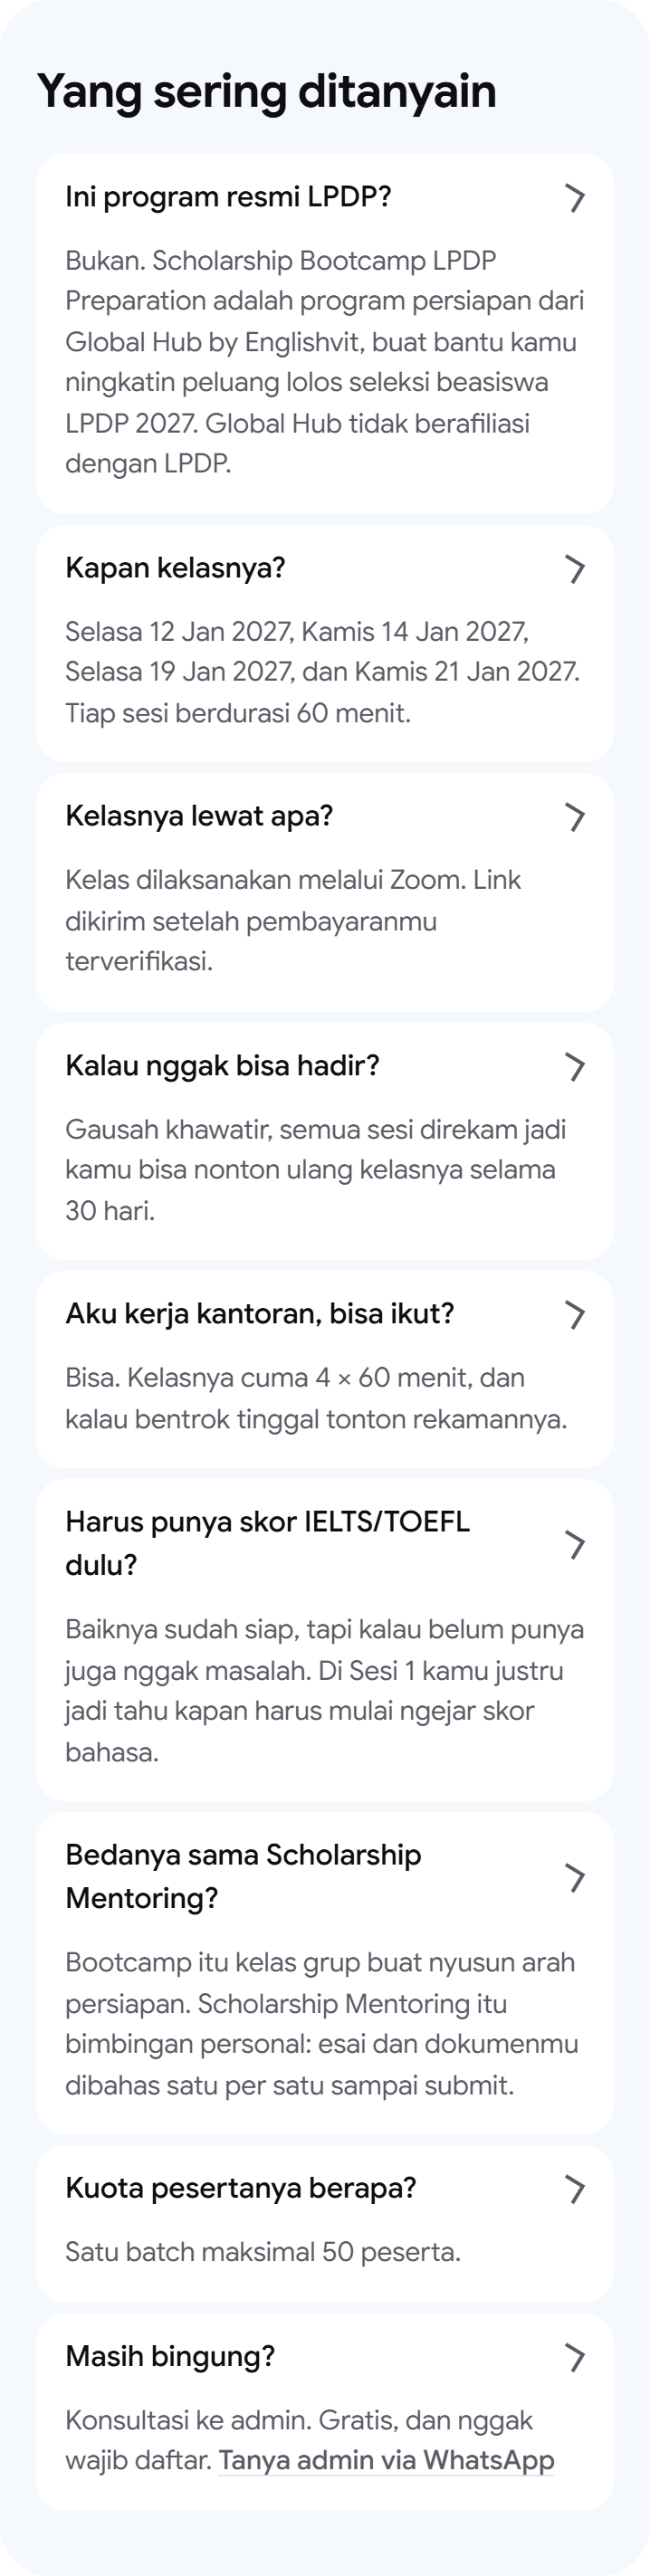 Yang sering ditanyain
Ini program resmi LPDP?
Bukan. Scholarship Bootcamp LPDP
Preparation adalah program persiapan dari
Global Hub by Englishvit, buat bantu kamu
ningkatin peluang lolos seleksi beasiswa
LPDP 2027. Global Hub tidak berafiliasi
dengan LPDP.
Kapan kelasnya?
Selasa 12 Jan 2027, Kamis 14 Jan 2027,
Selasa 19 Jan 2027, dan Kamis 21 Jan 2027.
Tiap sesi berdurasi 60 menit.
Kelasnya lewat apa?
Kelas dilaksanakan melalui Zoom. Link
dikirim setelah pembayaranmu
terverifikasi.
Kalau nggak bisa hadir?
Gausah khawatir, semua sesi direkam jadi
kamu bisa nonton ulang kelasnya selama
30 hari.
Aku kerja kantoran, bisa ikut?
Bisa. Kelasnya cuma 4 × 60 menit, dan
kalau bentrok tinggal tonton rekamannya.
Harus punya skor IELTS/TOEFL
dulu?
Baiknya sudah siap, tapi kalau belum punya
juga nggak masalah. Di Sesi 1 kamu justru
jadi tahu kapan harus mulai ngejar skor
bahasa.
Bedanya sama Scholarship
Mentoring?
Bootcamp itu kelas grup buat nyusun arah
persiapan. Scholarship Mentoring itu
bimbingan personal: esai dan dokumenmu
dibahas satu per satu sampai submit.
Kuota pesertanya berapa?
Satu batch maksimal 50 peserta.
Masih bingung?
Konsultasi ke admin. Gratis, dan nggak
wajib daftar. Tanya admin via WhatsApp